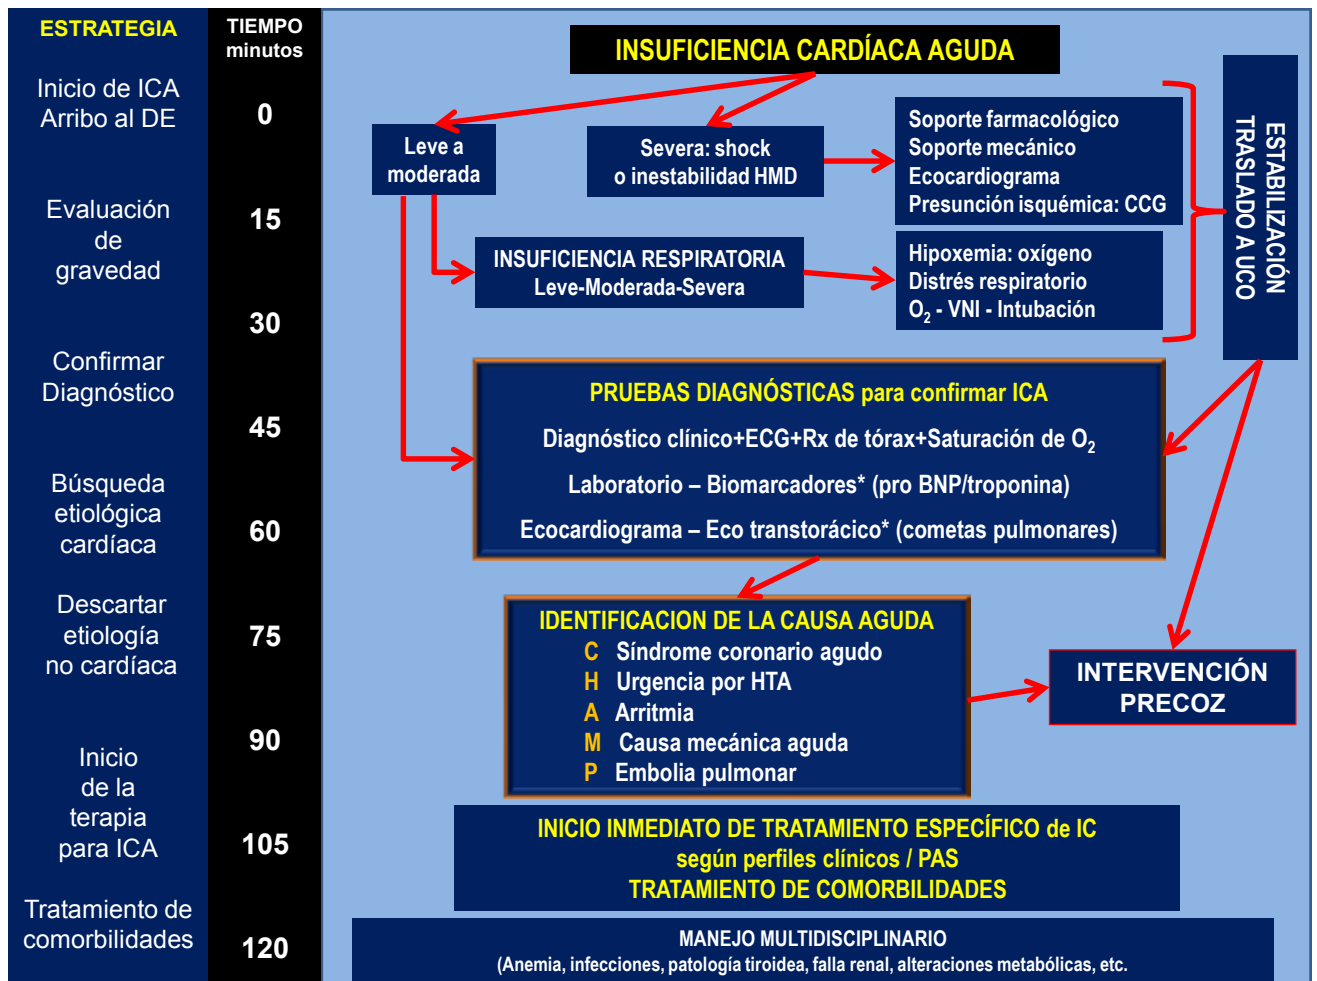 ESTRATEGIA
Inicio de ICA
Arribo al DE
Evaluación
de
gravedad
Confirmar
Diagnóstico
Búsqueda
etiológica
cardíaca
Descartar
etiología
no cardíaca
Inicio
de la
terapia
para ICA
Tratamiento de
comorbilidades
TIEMPO
minutos
0
15
30
45
60
75
90
105
120
INSUFICIENCIA CARDÍACA AGUDA
Leve a
moderada
Severa: shock
o inestabilidad HMD
Soporte farmacológico
Soporte mecánico
Ecocardiograma
Presunción isquémica: CCG
INSUFICIENCIA RESPIRATORIA
Leve-Moderada-Severa
Hipoxemia: oxígeno
Distrés respiratorio
O₂ - VNI - Intubación
ESTABILIZACIÓN
TRASLADO A UCO
PRUEBAS DIAGNÓSTICAS para confirmar ICA
Diagnóstico clínico+ECG+Rx de tórax+Saturación de O₂
Laboratorio – Biomarcadores* (pro BNP/troponina)
Ecocardiograma – Eco transtorácico* (cometas pulmonares)
IDENTIFICACION DE LA CAUSA AGUDA
C Síndrome coronario agudo
H Urgencia por HTA
A Arritmia
M Causa mecánica aguda
P Embolia pulmonar
INTERVENCIÓN
PRECOZ
INICIO INMEDIATO DE TRATAMIENTO ESPECÍFICO de IC
según perfiles clínicos / PAS
TRATAMIENTO DE COMORBILIDADES
MANEJO MULTIDISCIPLINARIO
(Anemia, infecciones, patología tiroidea, falla renal, alteraciones metabólicas, etc.